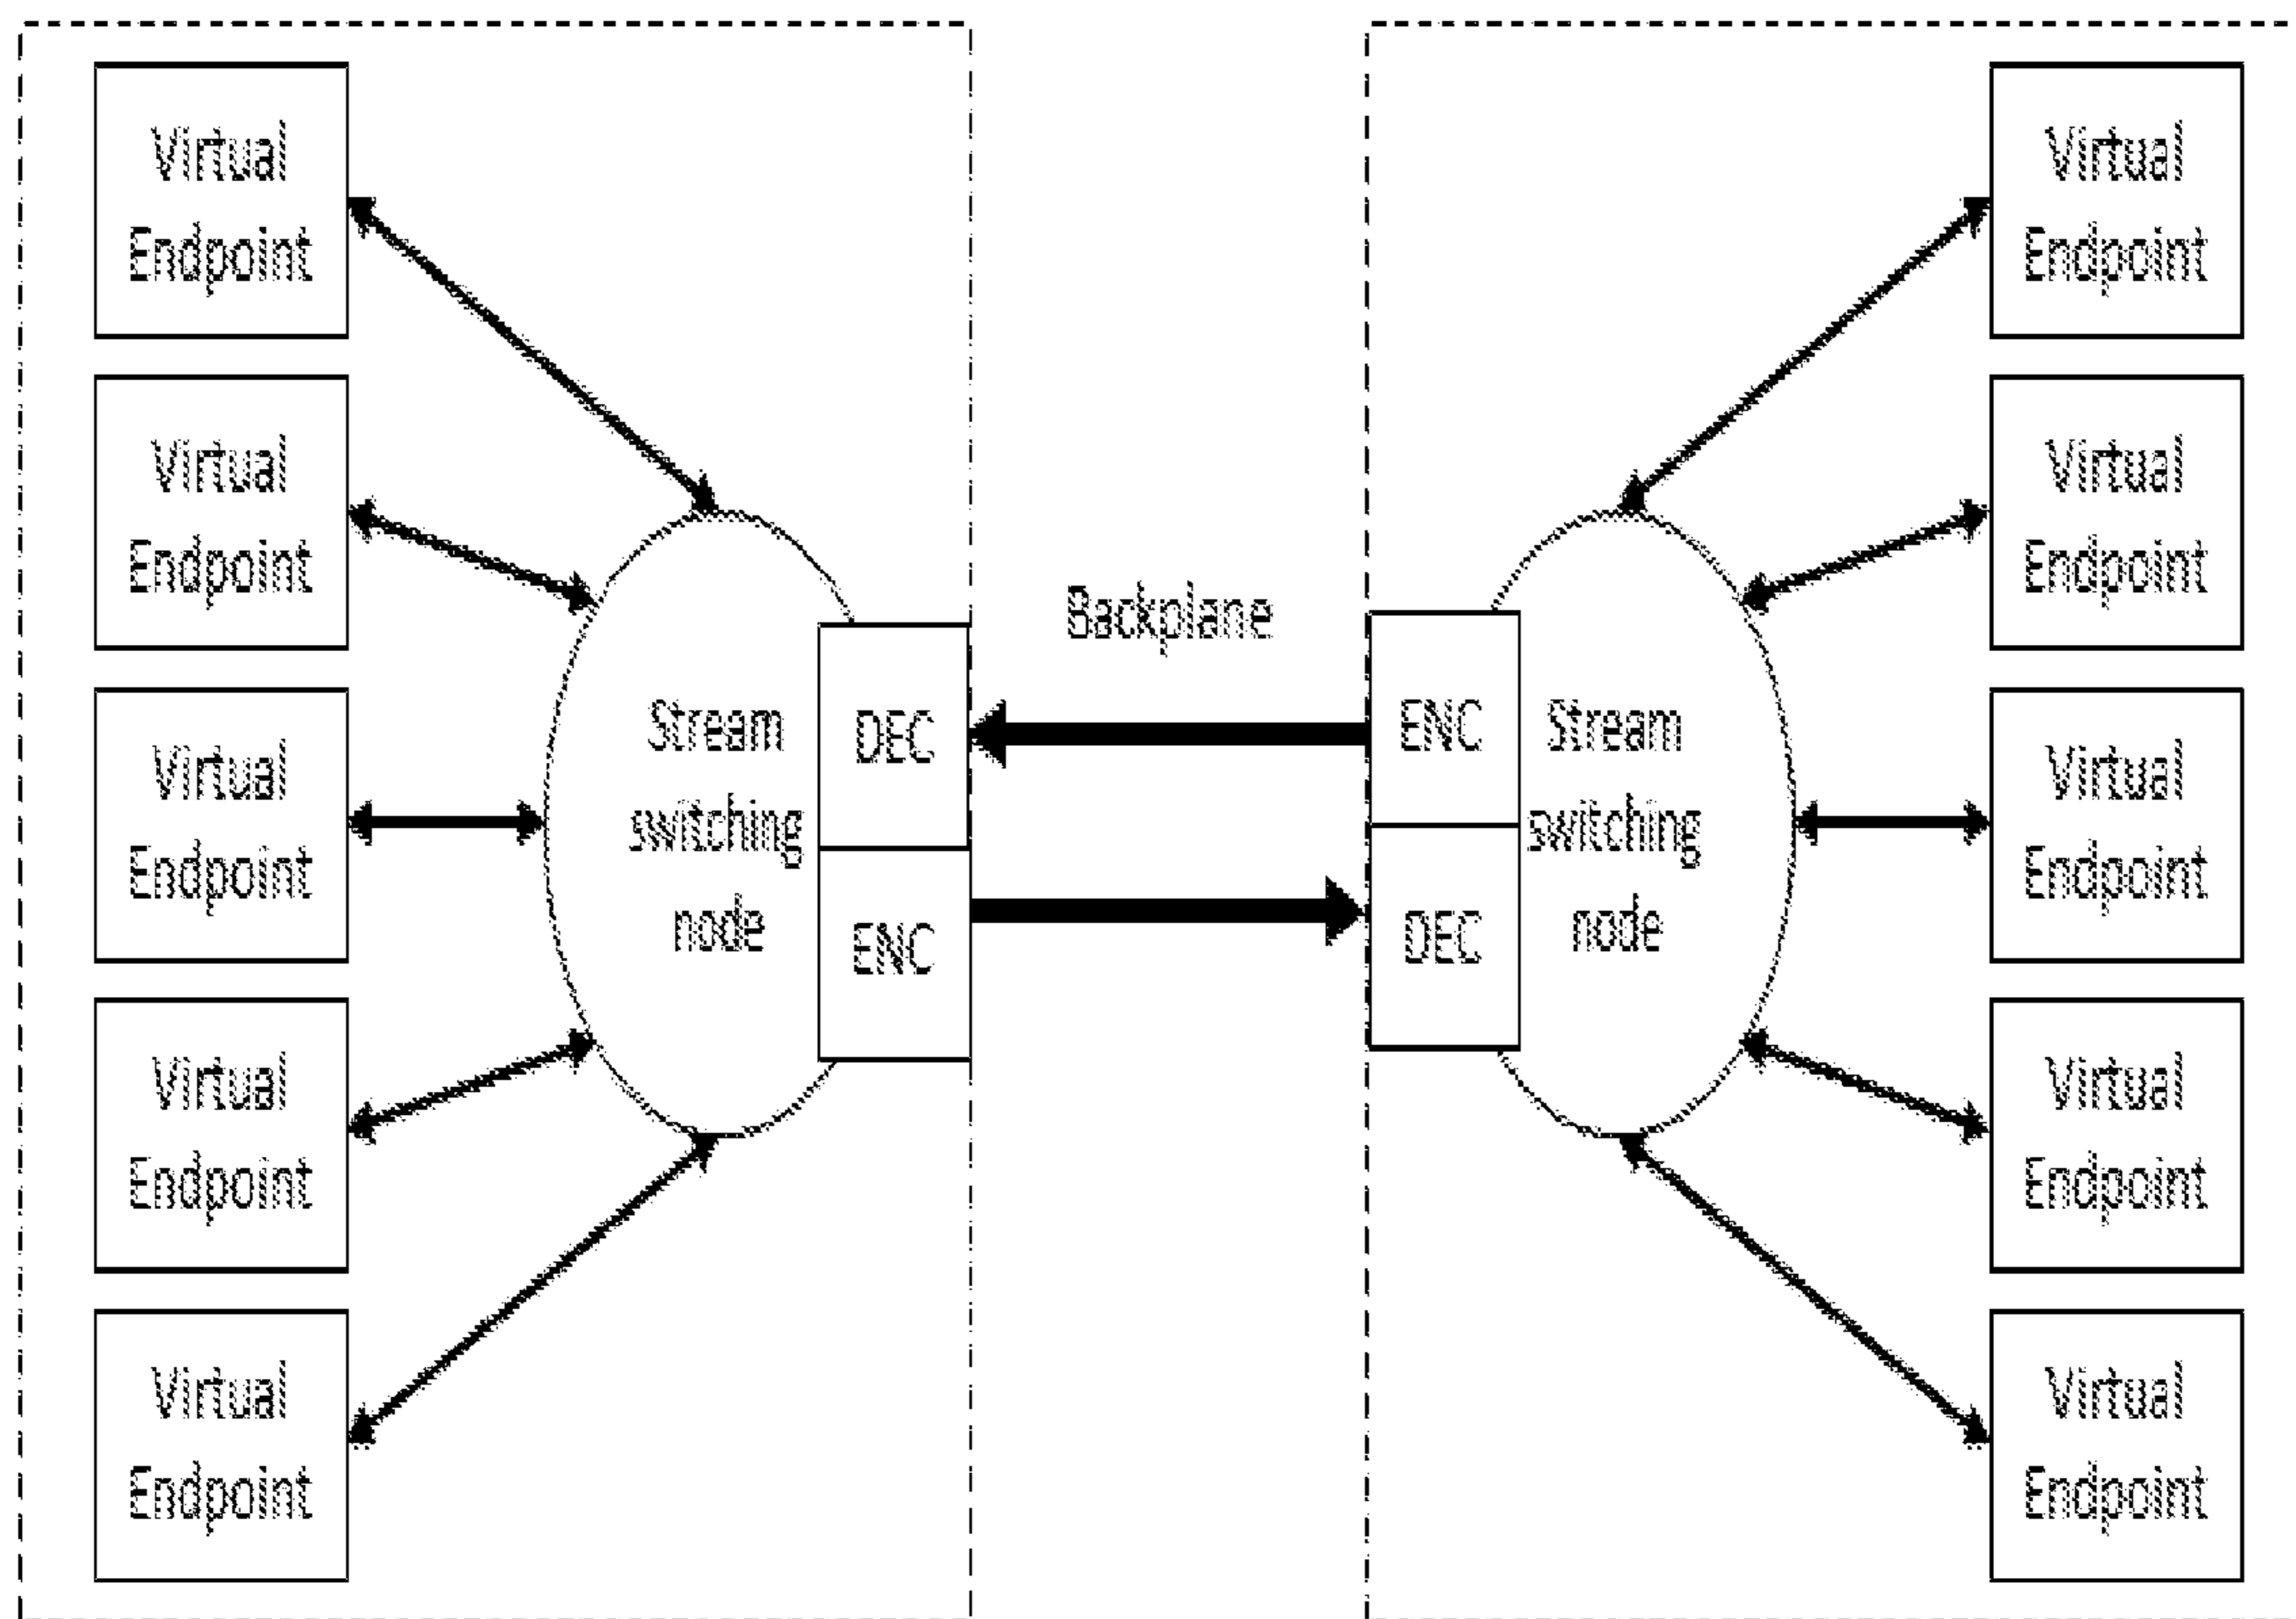 Virtual
Endpoint
Virtual
Endpoint
Virtual
Endpoint
Virtual
Endpoint
Virtual
Endpoint
Stream
switching
node
DEC
ENC
Backplane
ENC
DEC
Stream
switching
node
Virtual
Endpoint
Virtual
Endpoint
Virtual
Endpoint
Virtual
Endpoint
Virtual
Endpoint